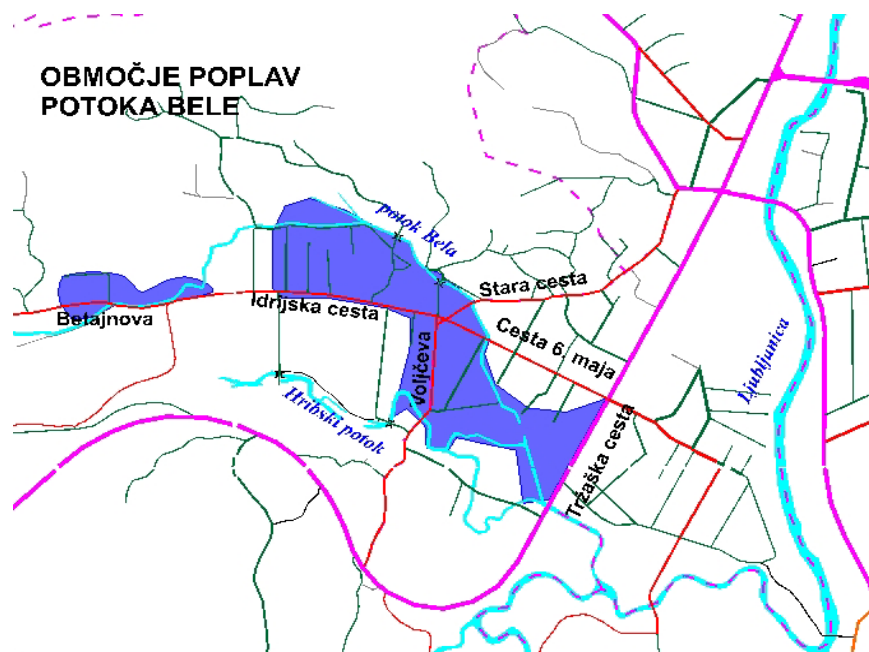 OBMOČJE POPLAV
POTOKA BELE
potok Bela
Stara cesta
Idrijska cesta
Betajnova
Cesta 6. maja
Voljčeva
Ljubljanica
Hribski potok
Tržaška cesta